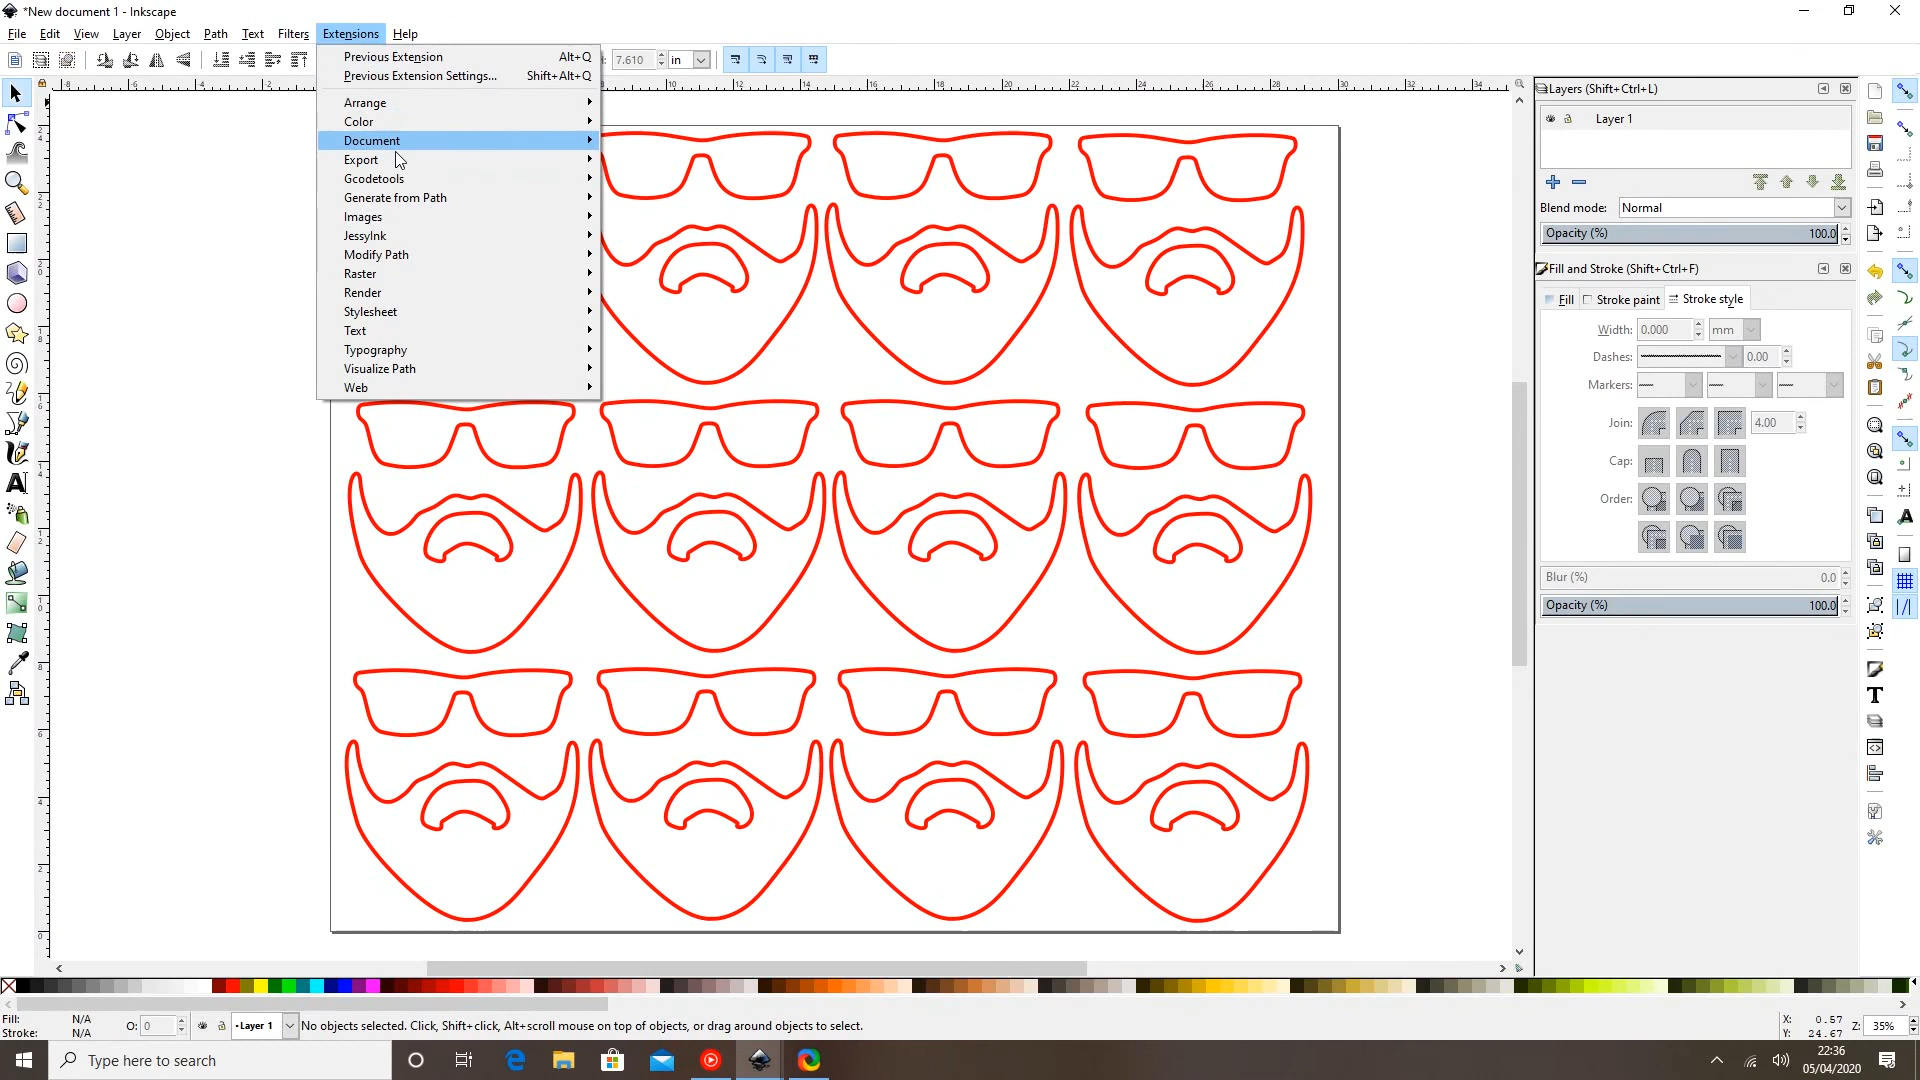 *New document 1 - Inkscape
File Edit View Layer Object Path Text Filters Extensions Help
7.610 in
Previous Extension Alt+Q
Previous Extension Settings... Shift+Alt+Q
Arrange
Color
Document
Export
Gcodetools
Generate from Path
Images
JessyInk
Modify Path
Raster
Render
Stylesheet
Text
Typography
Visualize Path
Web
Layers (Shift+Ctrl+L)
Layer 1
Blend mode: Normal
Opacity (%) 100.0
Fill and Stroke (Shift+Ctrl+F)
Fill Stroke paint Stroke style
Width: 0.000 mm
Dashes: 0.00
Markers:
Join: 4.00
Cap:
Order:
Blur (%) 0.0
Opacity (%) 100.0
Fill: N/A
Stroke: N/A
O: 0
Layer 1
No objects selected. Click, Shift+click, Alt+scroll mouse on top of objects, or drag around objects to select.
X: 0.57
Y: 24.67
Z: 35%
Type here to search
22:36
05/04/2020